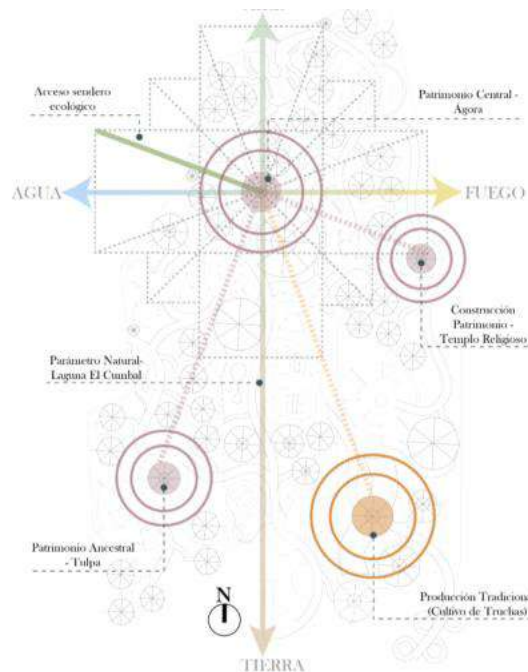 Acceso sendero
ecológico
Patrimonio Central -
Ágora
AGUA
FUEGO
Construcción
Patrimonio -
Templo Religioso
Parámetro Natural-
Laguna El Cumbal
Patrimonio Ancestral
- Tulpa
N
Producción Tradiciona
(Cultivo de Truchas)
TIERRA